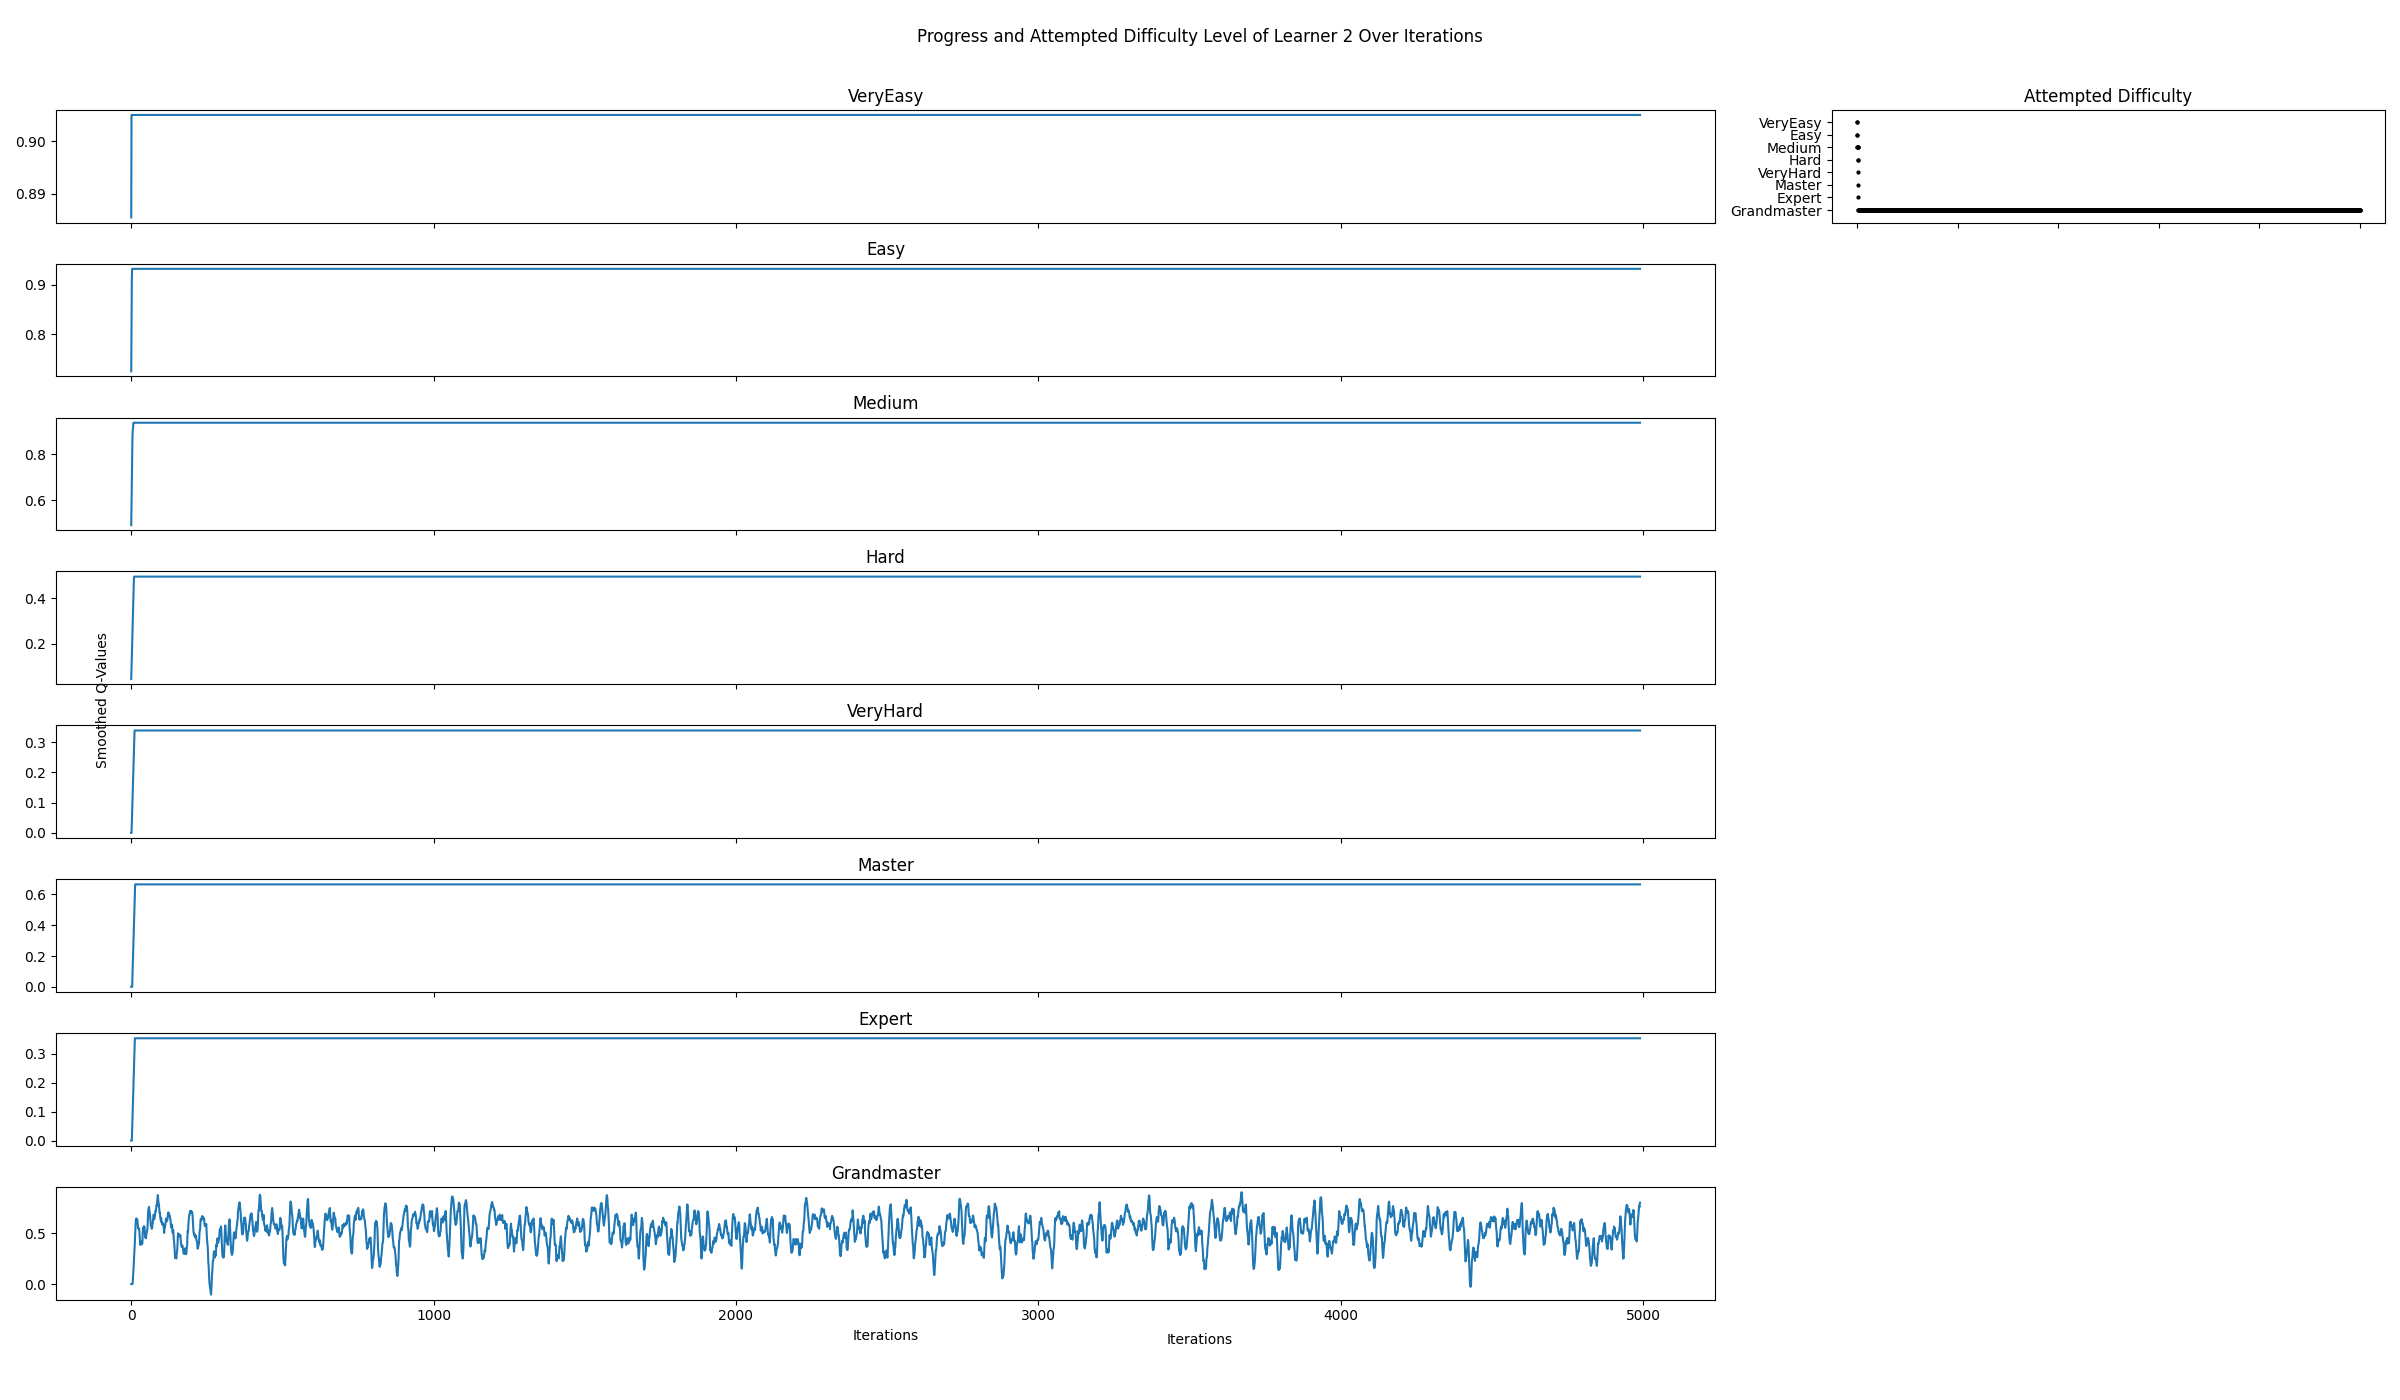 Progress and Attempted Difficulty Level of Learner 2 Over Iterations
VeryEasy
0.90
0.89
Attempted Difficulty
VeryEasy
Easy
Medium
Hard
VeryHard
Master
Expert
Grandmaster
Easy
0.9
0.8
Medium
0.8
0.6
Hard
0.4
0.2
Smoothed Q-Values
VeryHard
0.3
0.2
0.1
0.0
Master
0.6
0.4
0.2
0.0
Expert
0.3
0.2
0.1
0.0
Grandmaster
0.5
0.0
0 1000 2000 3000 4000 5000
Iterations
Iterations